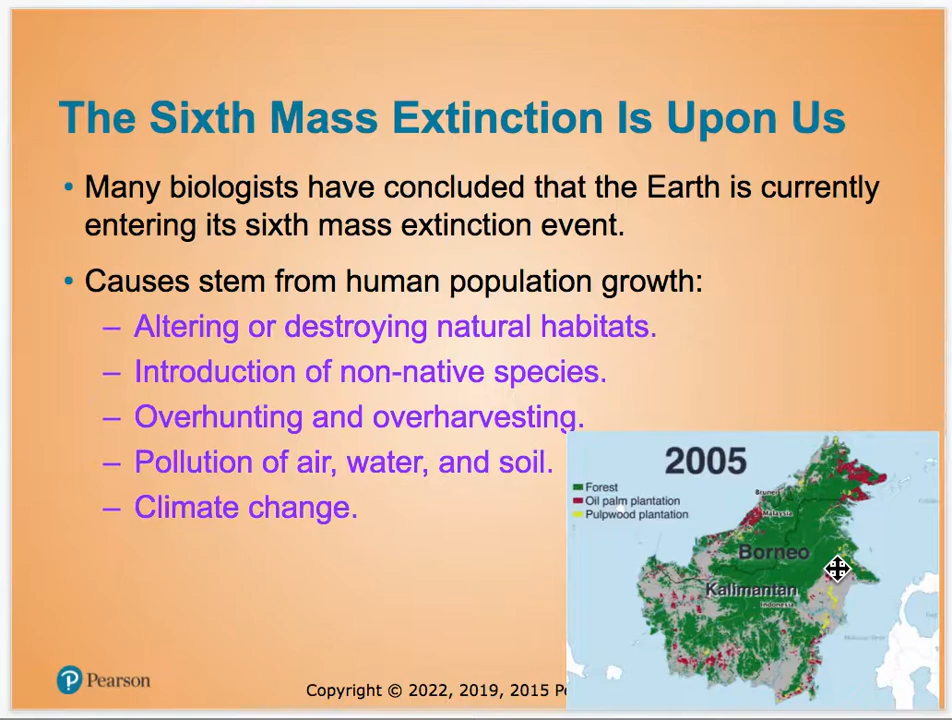 The Sixth Mass Extinction Is Upon Us
• Many biologists have concluded that the Earth is currently
entering its sixth mass extinction event.
• Causes stem from human population growth:
– Altering or destroying natural habitats.
– Introduction of non-native species.
– Overhunting and overharvesting.
– Pollution of air, water, and soil.
– Climate change.
2005
Forest
Oil palm plantation
Pulpwood plantation
Brunei
Malaysia
Borneo
Kalimantan
Indonesia
Pearson
Copyright © 2022, 2019, 2015